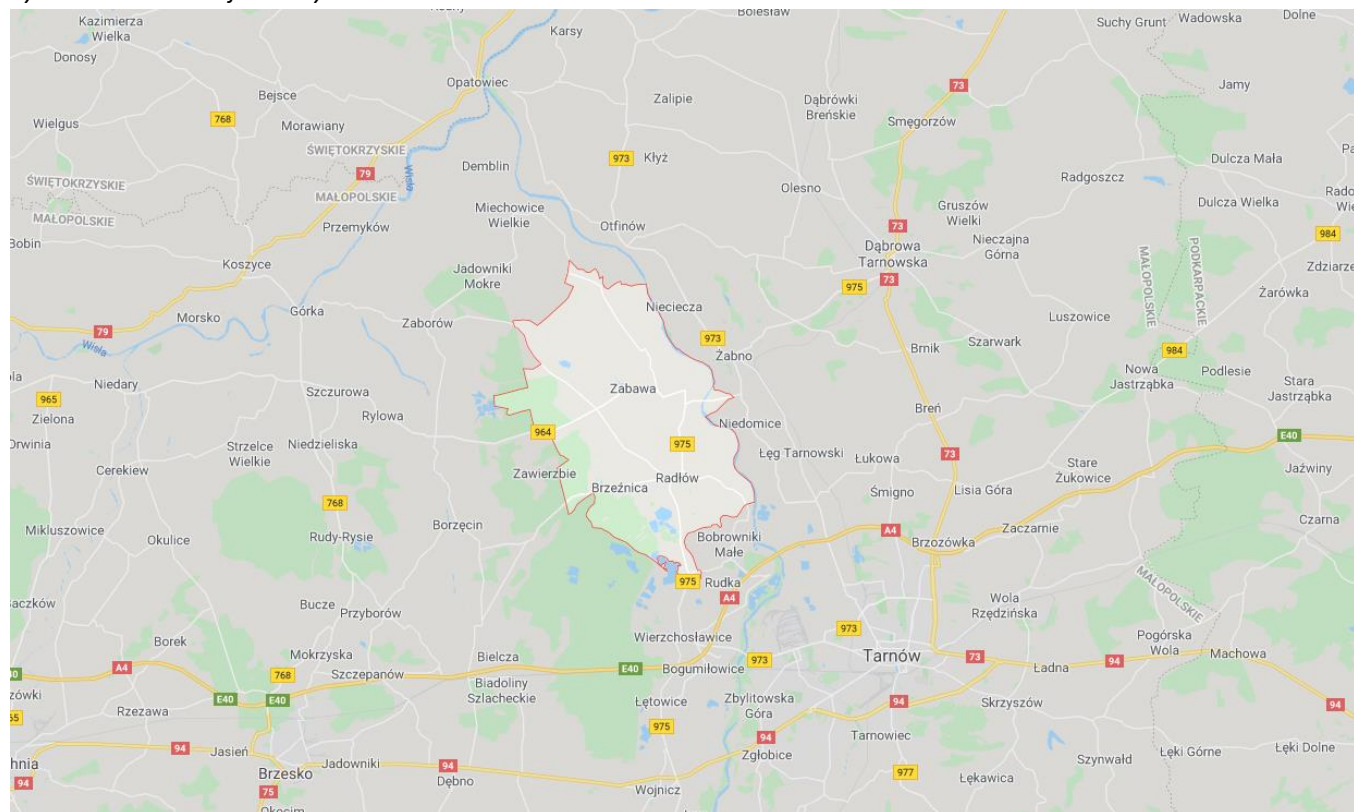 Kazimierza
Wielka
Karsy
Bolesław
Suchy Grunt
Wadowska
Dolne
Donosy
Opatowiec
73
Jamy
Bejsce
Zalipie
Dąbrówki
Breńskie
Smęgorzów
Wielgus
768
Morawiany
ŚWIĘTOKRZYSKIE
973
Kłyż
Dulcza Mała
Demblin
79
Wisła
Olesno
Radgoszcz
ŚWIĘTOKRZYSKIE
MAŁOPOLSKIE
MAŁOPOLSKIE
Miechowice
Wielkie
Gruszów
Wielki
Dulcza Wielka
Przemyków
Otfinów
73
984
Bobin
Dąbrowa
Tarnowska
Nieczajna
Górna
MAŁOPOLSKIE
PODKARPACKIE
Koszyce
Jadowniki
Mokre
73
975
Żarówka
Górka
Nieciecza
Morsko
Zaborów
Luszowice
79
973
Wisła
Żabno
Brnik
Szarwark
984
Niedary
Nowa
Jastrząbka
Podlesie
Stara
Jastrząbka
965
Zielona
Szczurowa
Zabawa
Rylowa
Breń
Niedomice
964
E40
Strzelce
Wielkie
Niedzieliska
975
Łęg Tarnowski
Łukowa
73
Cerekiew
Zawierzbie
Radłów
Stare
Żukowice
Jaźwiny
Brzeźnica
Śmigno
Lisia Góra
768
Mikluszowice
Okulice
Rudy-Rysie
Borzęcin
Bobrowniki
Małe
A4
Zaczarnie
Czarna
Brzozówka
975
Rudka
MAŁOPOLSKIE
A4
Bucze
Przyborów
Wola
Rzędzińska
973
Borek
Wierzchosławice
Pogórska
Wola
Mokrzyska
Bielcza
Tarnów
73
A4
768
Szczepanów
E40
Bogumiłowice
973
Ładna
94
Machowa
E40
E40
Biadoliny
Szlacheckie
Łętowice
Zbylitowska
Góra
94
Skrzyszów
94
Rzezawa
975
94
Tarnowiec
94
Jasień
Zgłobice
Szynwałd
Łęki Górne
Łęki Dolne
94
Brzesko
Jadowniki
94
Dębno
977
Łękawica
75
Wojnicz
Okocim